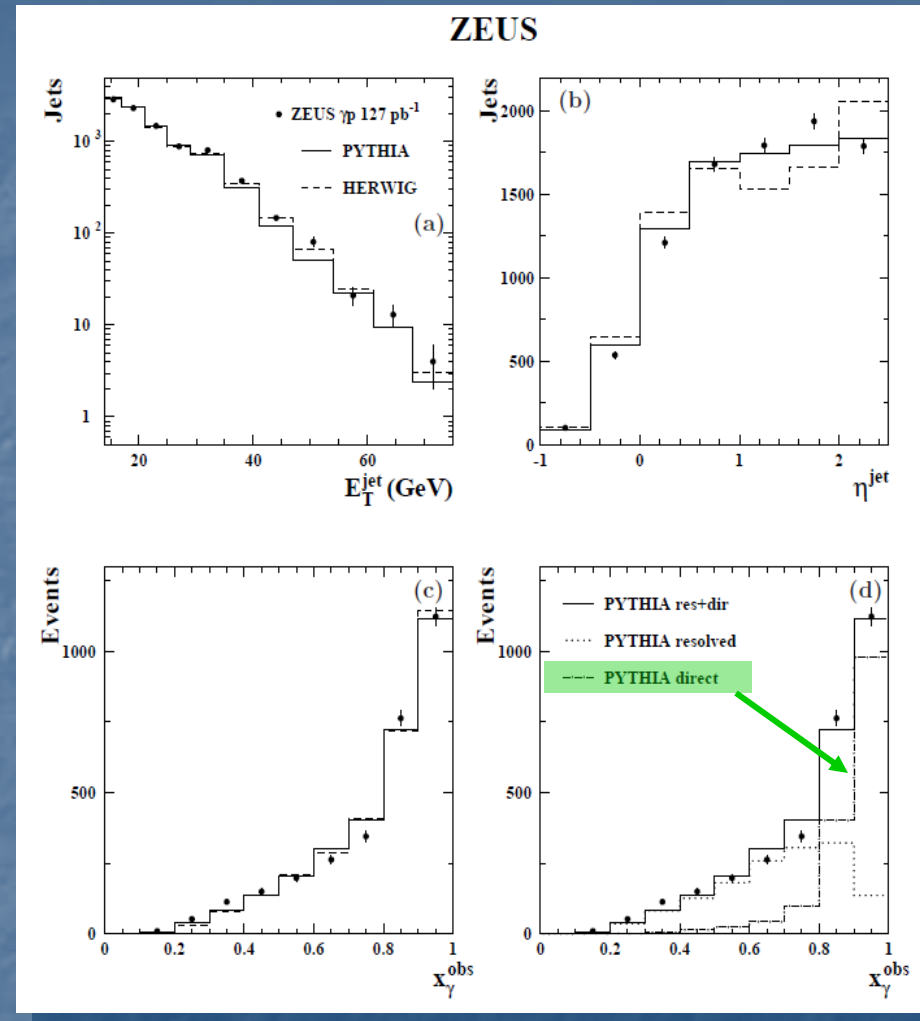 ZEUS
Jets
10³
10²
10
1
20
40
60
E_T^jet (GeV)
ZEUS γp 127 pb⁻¹
PYTHIA
HERWIG
(a)
Jets
2000
1500
1000
500
0
-1
0
1
2
η^jet
(b)
Events
1000
500
0
0
0.2
0.4
0.6
0.8
1
x_γ^obs
(c)
Events
1000
500
0
0
0.2
0.4
0.6
0.8
1
x_γ^obs
(d)
PYTHIA res+dir
PYTHIA resolved
PYTHIA direct